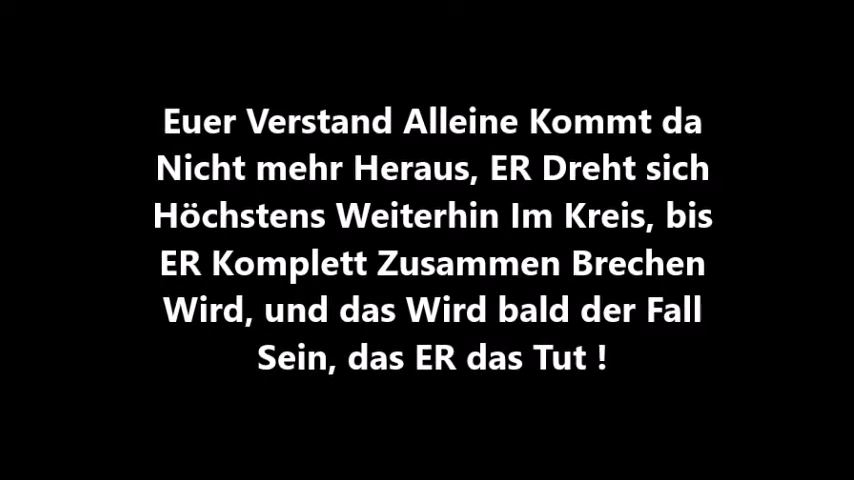 Euer Verstand Alleine Kommt da
Nicht mehr Heraus, ER Dreht sich
Höchstens Weiterhin Im Kreis, bis
ER Komplett Zusammen Brechen
Wird, und das Wird bald der Fall
Sein, das ER das Tut !